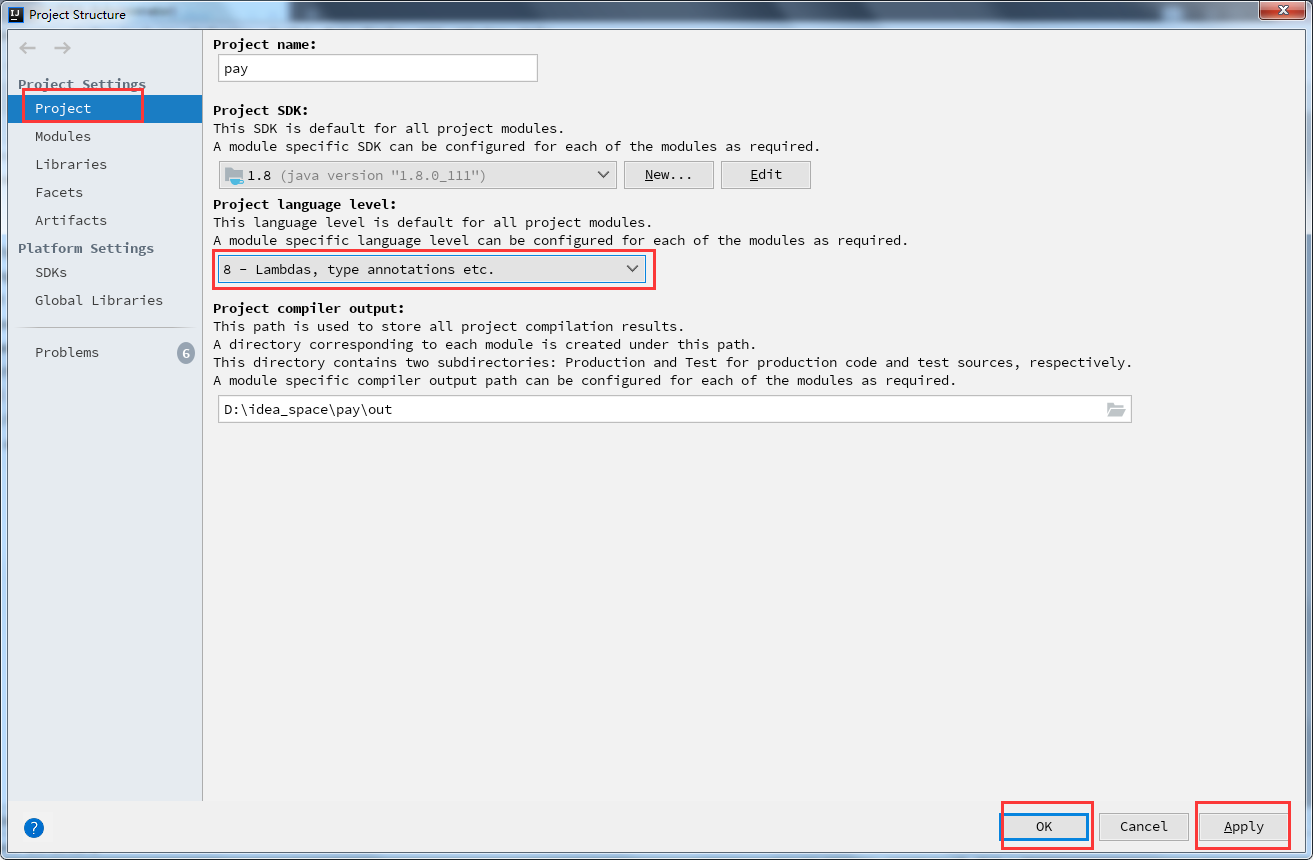 Project Structure
Project Settings
Project
Modules
Libraries
Facets
Artifacts
Platform Settings
SDKs
Global Libraries
Problems
6
Project name:
pay
Project SDK:
This SDK is default for all project modules.
A module specific SDK can be configured for each of the modules as required.
1.8 (java version "1.8.0_111")
New...
Edit
Project language level:
This language level is default for all project modules.
A module specific language level can be configured for each of the modules as required.
8 - Lambdas, type annotations etc.
Project compiler output:
This path is used to store all project compilation results.
A directory corresponding to each module is created under this path.
This directory contains two subdirectories: Production and Test for production code and test sources, respectively.
A module specific compiler output path can be configured for each of the modules as required.
D:\idea_space\pay\out
?
OK
Cancel
Apply